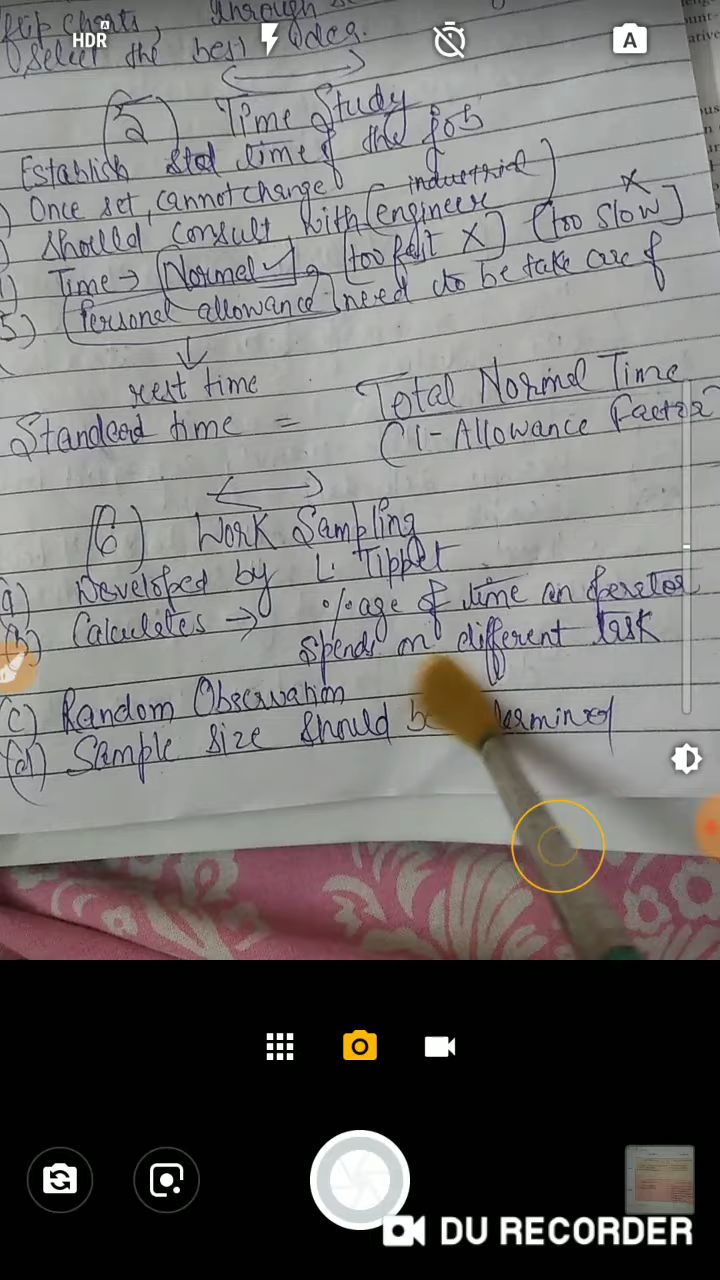 flip charts, through
select the best idea.
HDR
A
5 Time Study
Establish std time of the job
Once set, cannot change
should consult with (industrial engineer)
Time → Normal ✓, (too fast X) (too slow) X
5) Personal allowance need to be take care of
↓
rest time
Standard time = Total Normal Time
(1-Allowance Factor
(6) Work Sampling
a) Developed by L. Tippet
(b) Calculates → %age of time an operator
spends on different task
(c) Random Observation
(d) Sample Size should be
DU RECORDER